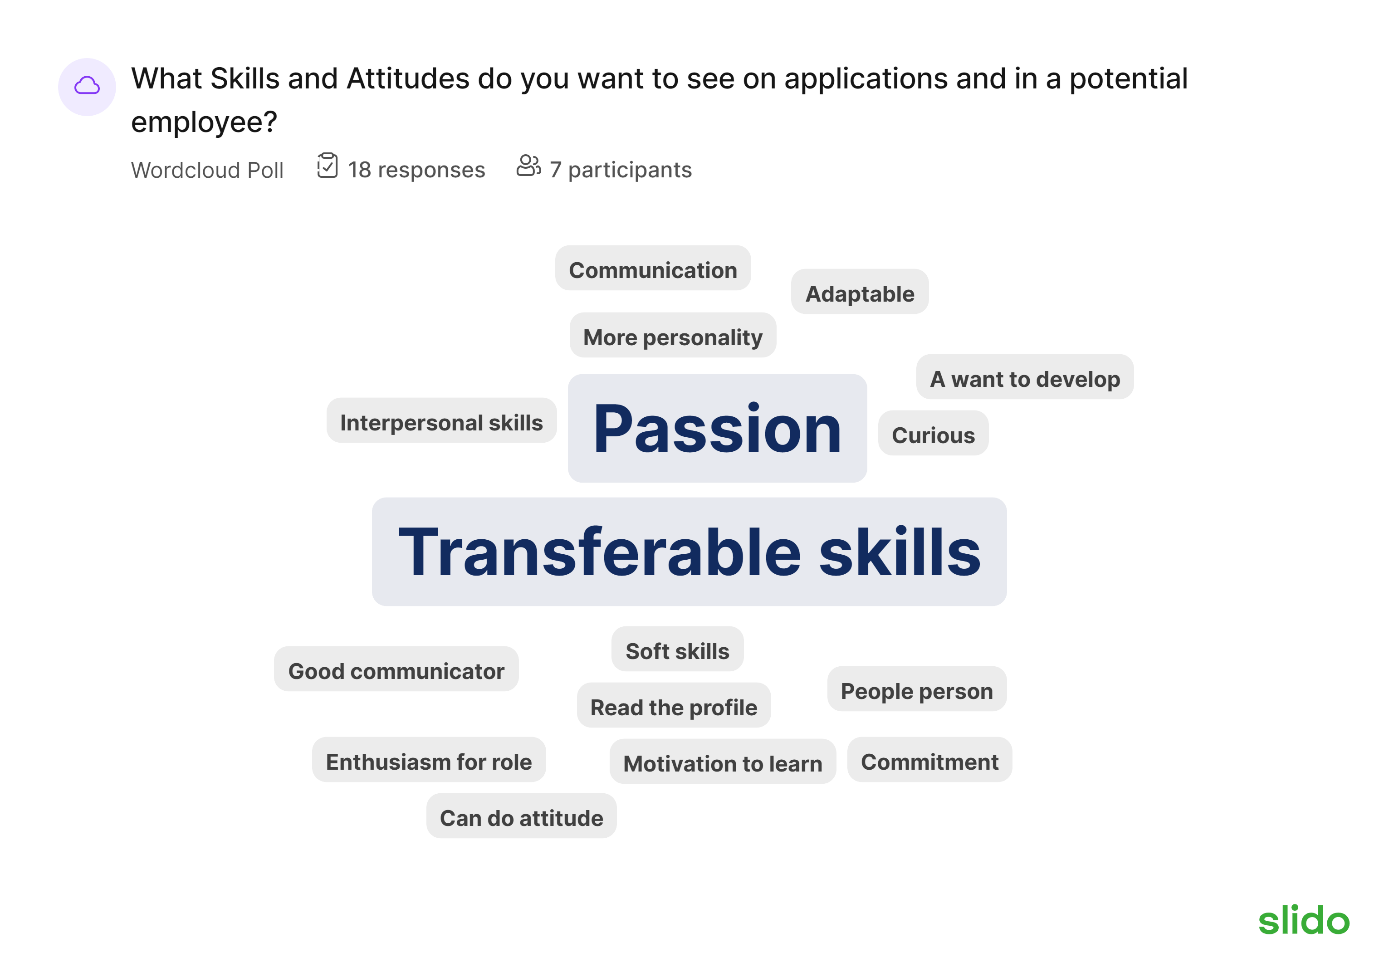 What Skills and Attitudes do you want to see on applications and in a potential
employee?
Wordcloud Poll 18 responses 7 participants
Communication
Adaptable
More personality
A want to develop
Interpersonal skills
Passion
Curious
Transferable skills
Soft skills
Good communicator
People person
Read the profile
Enthusiasm for role
Motivation to learn
Commitment
Can do attitude
slido